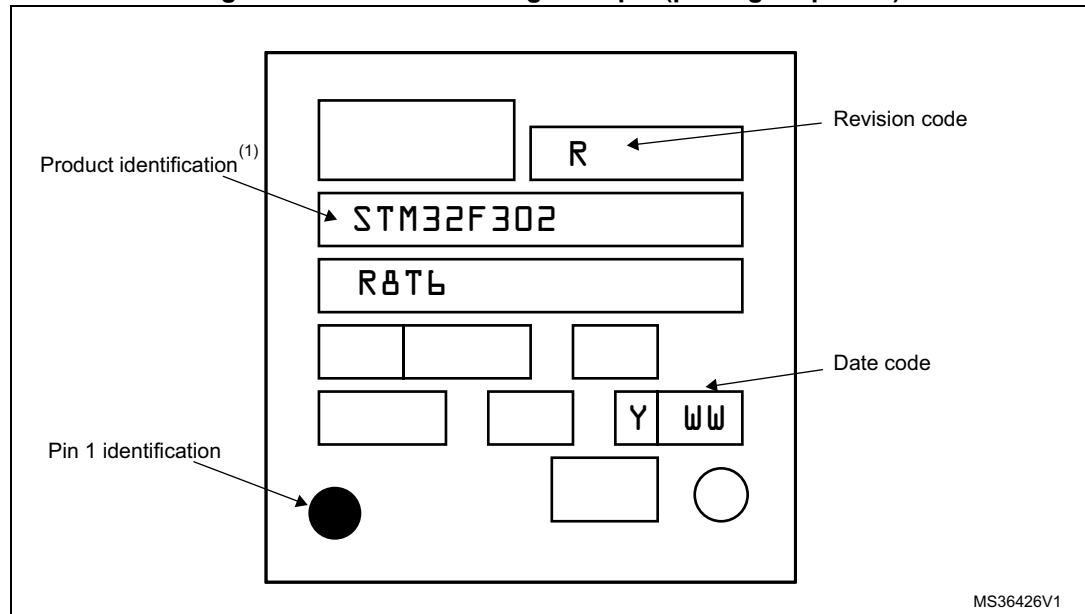 Revision code
R
Product identification(1)
STM32F302
R8T6
Date code
Y WW
Pin 1 identification
MS36426V1